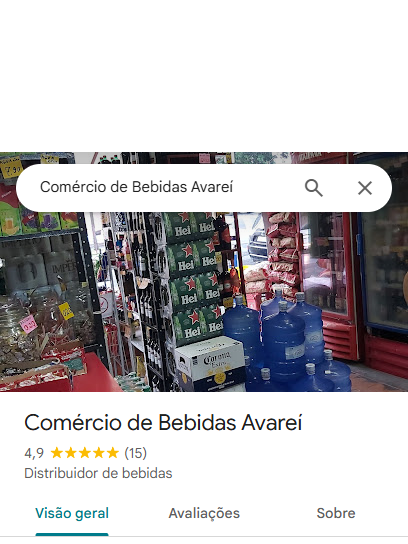 Comércio de Bebidas Avareí
Hei
Hei
Hei
Hei
Corona
Extra
Comércio de Bebidas Avareí
4,9 (15)
Distribuidor de bebidas
Visão geral Avaliações Sobre